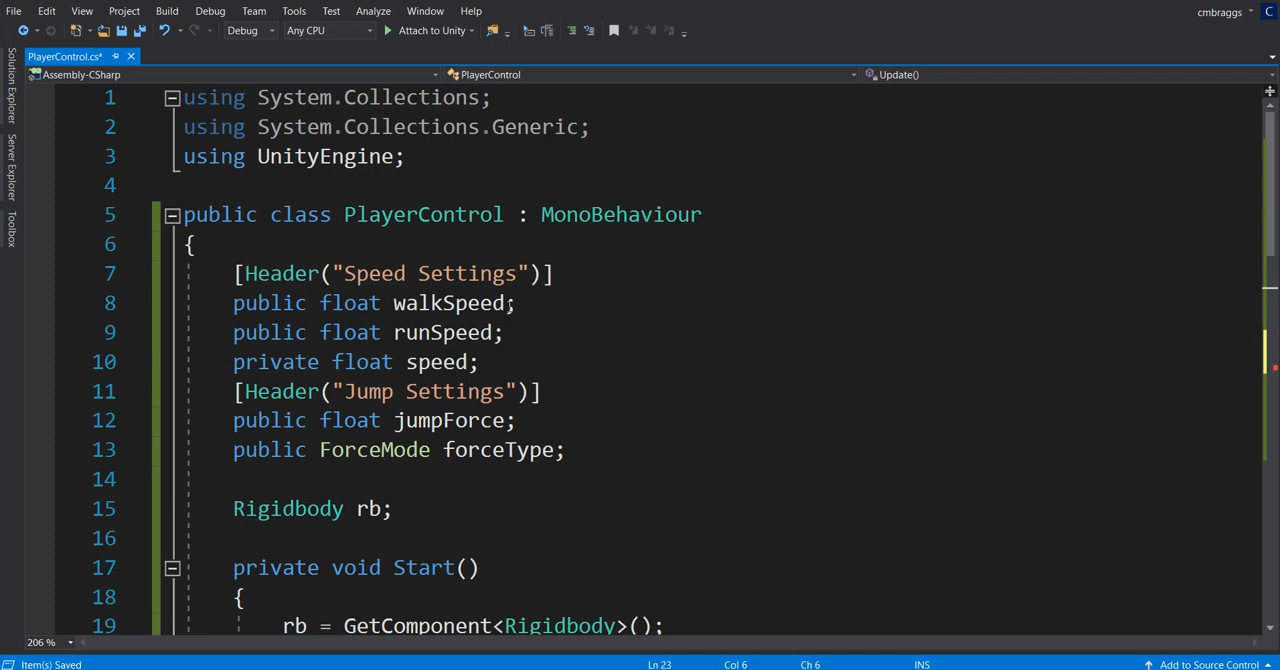 File Edit View Project Build Debug Team Tools Test Analyze Window Help
cmbraggs C
Debug Any CPU Attach to Unity
PlayerControl.cs*
Assembly-CSharp PlayerControl Update()
Solution Explorer
Server Explorer
Toolbox
1 using System.Collections;
2 using System.Collections.Generic;
3 using UnityEngine;
4
5 public class PlayerControl : MonoBehaviour
6 {
7 [Header("Speed Settings")]
8 public float walkSpeed;
9 public float runSpeed;
10 private float speed;
11 [Header("Jump Settings")]
12 public float jumpForce;
13 public ForceMode forceType;
14
15 Rigidbody rb;
16
17 private void Start()
18 {
19 rb = GetComponent<Rigidbody>();
206 %
Item(s) Saved Ln 23 Col 6 Ch 6 INS Add to Source Control